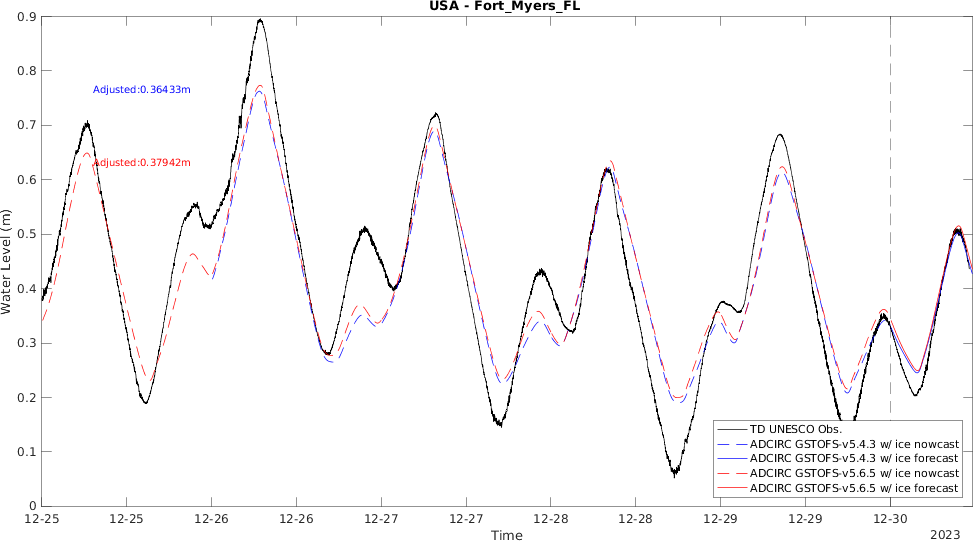 USA - Fort_Myers_FL
0.9
0.8
0.7
0.6
0.5
0.4
0.3
0.2
0.1
0
Water Level (m)
Adjusted:0.36433m
Adjusted:0.37942m
TD UNESCO Obs.
ADCIRC GSTOFS-v5.4.3 w/ ice nowcast
ADCIRC GSTOFS-v5.4.3 w/ ice forecast
ADCIRC GSTOFS-v5.6.5 w/ ice nowcast
ADCIRC GSTOFS-v5.6.5 w/ ice forecast
12-25 12-25 12-26 12-26 12-27 12-27 12-28 12-28 12-29 12-29 12-30
Time
2023